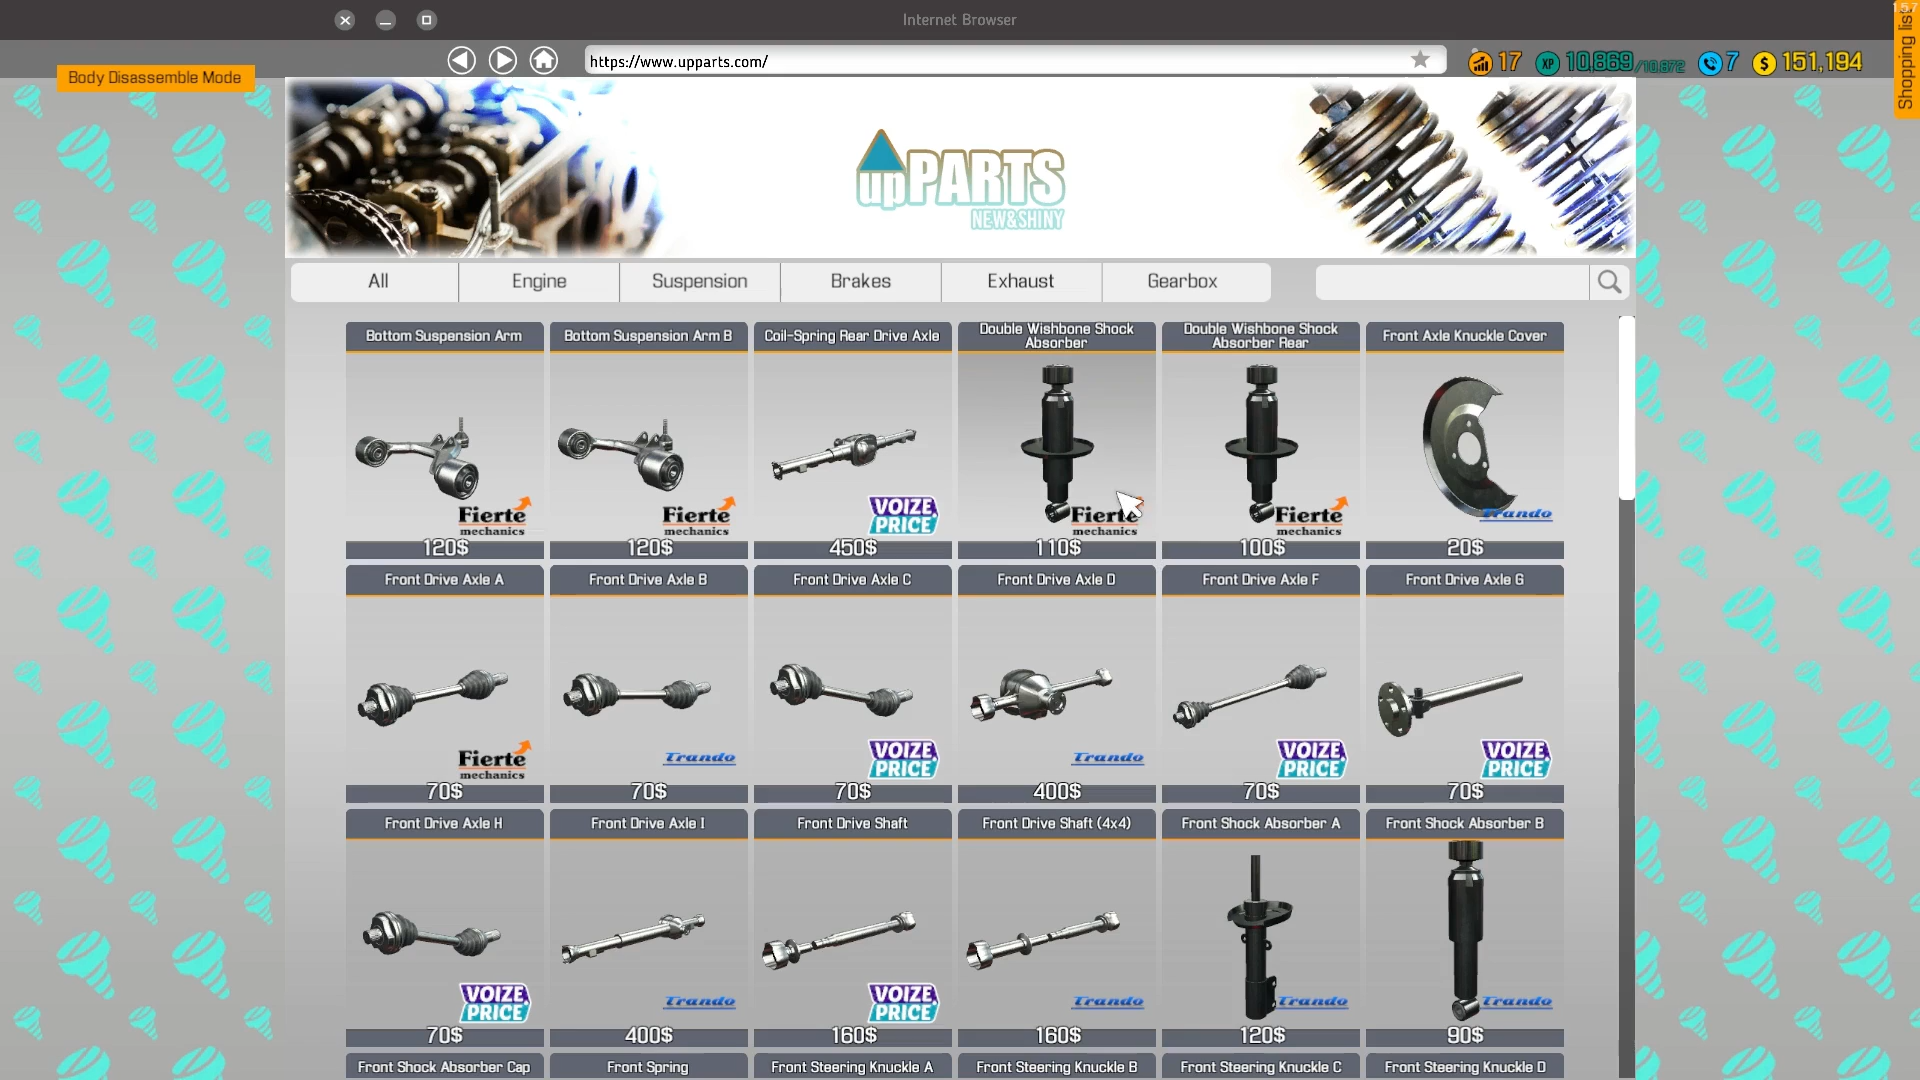 Internet Browser
1.5.7
Shopping list
https://www.upparts.com/
17
XP
10,869/10,872
7
$
151,194
Body Disassemble Mode
upPARTS
NEW&SHINY
All
Engine
Suspension
Brakes
Exhaust
Gearbox
Bottom Suspension Arm
Bottom Suspension Arm B
Coil-Spring Rear Drive Axle
Double Wishbone Shock
Absorber
Double Wishbone Shock
Absorber Rear
Front Axle Knuckle Cover
Fierte
mechanics
Fierte
mechanics
VOIZE
PRICE
Fierte
mechanics
Fierte
mechanics
Trando
120$
120$
450$
110$
100$
20$
Front Drive Axle A
Front Drive Axle B
Front Drive Axle C
Front Drive Axle D
Front Drive Axle F
Front Drive Axle G
Fierte
mechanics
Trando
VOIZE
PRICE
Trando
VOIZE
PRICE
VOIZE
PRICE
70$
70$
70$
400$
70$
70$
Front Drive Axle H
Front Drive Axle I
Front Drive Shaft
Front Drive Shaft (4x4)
Front Shock Absorber A
Front Shock Absorber B
VOIZE
PRICE
Trando
VOIZE
PRICE
Trando
Trando
Trando
70$
400$
160$
160$
120$
90$
Front Shock Absorber Cap
Front Spring
Front Steering Knuckle A
Front Steering Knuckle B
Front Steering Knuckle C
Front Steering Knuckle D